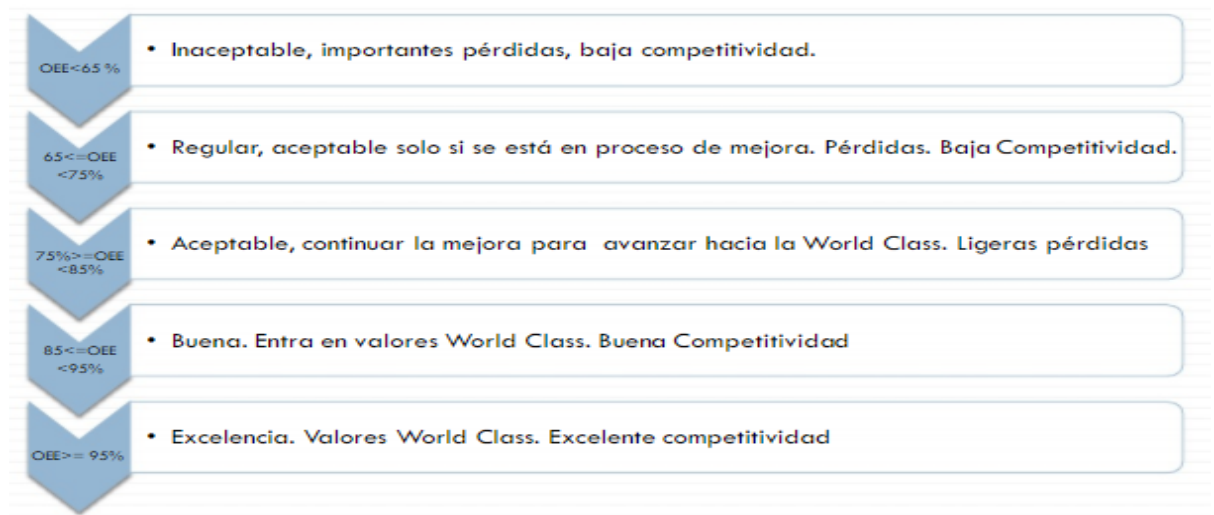 OEE<65 %
• Inaceptable, importantes pérdidas, baja competitividad.
65<=OEE
<75%
• Regular, aceptable solo si se está en proceso de mejora. Pérdidas. Baja Competitividad.
75%>=OEE
<85%
• Aceptable, continuar la mejora para avanzar hacia la World Class. Ligeras pérdidas
85<=OEE
<95%
• Buena. Entra en valores World Class. Buena Competitividad
OEE>= 95%
• Excelencia. Valores World Class. Excelente competitividad